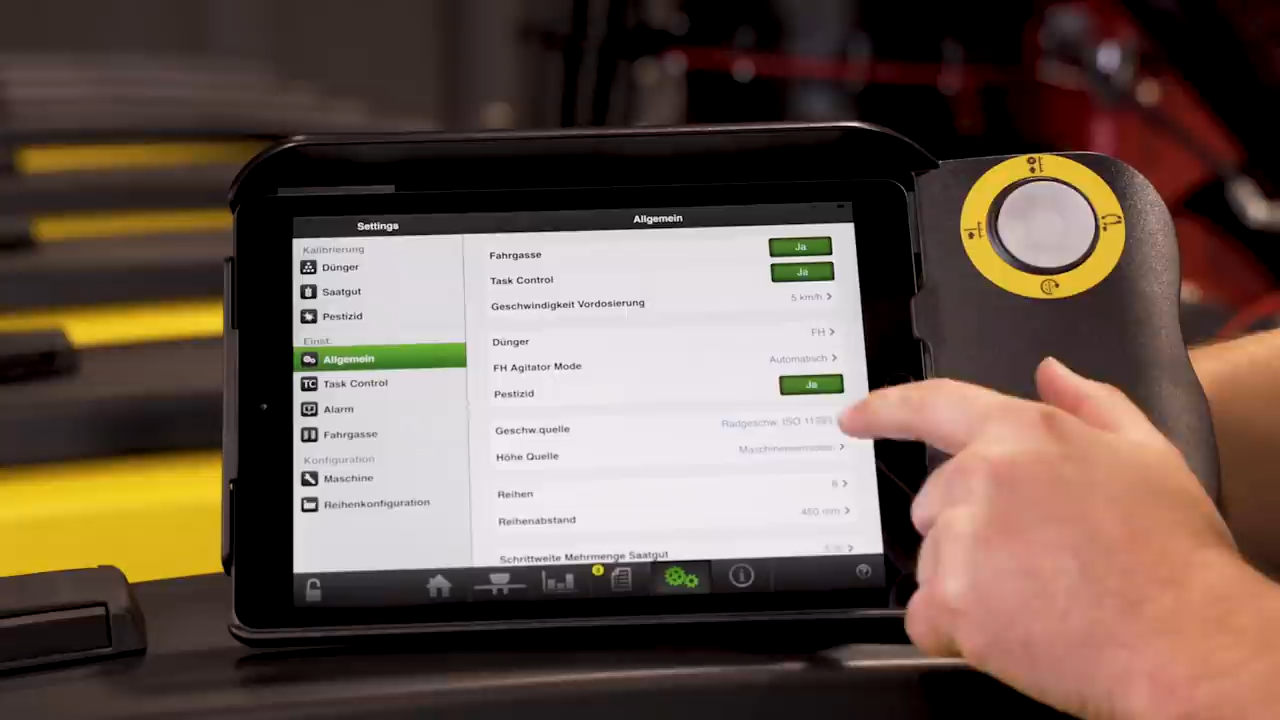 Settings
Allgemein
Kalibrierung
Dünger
Saatgut
Pestizid
Einst.
Allgemein
TC Task Control
Alarm
Fahrgasse
Konfiguration
Maschine
Reihenkonfiguration
Fahrgasse Ja
Task Control Ja
Geschwindigkeit Vordosierung 5 km/h
Dünger FH
FH Agitator Mode Automatisch
Pestizid Ja
Geschw.quelle Radgeschw. ISO
Höhe Quelle
Reihen 6
Reihenabstand 450 mm
Schrittweite Mehrmenge Saatgut